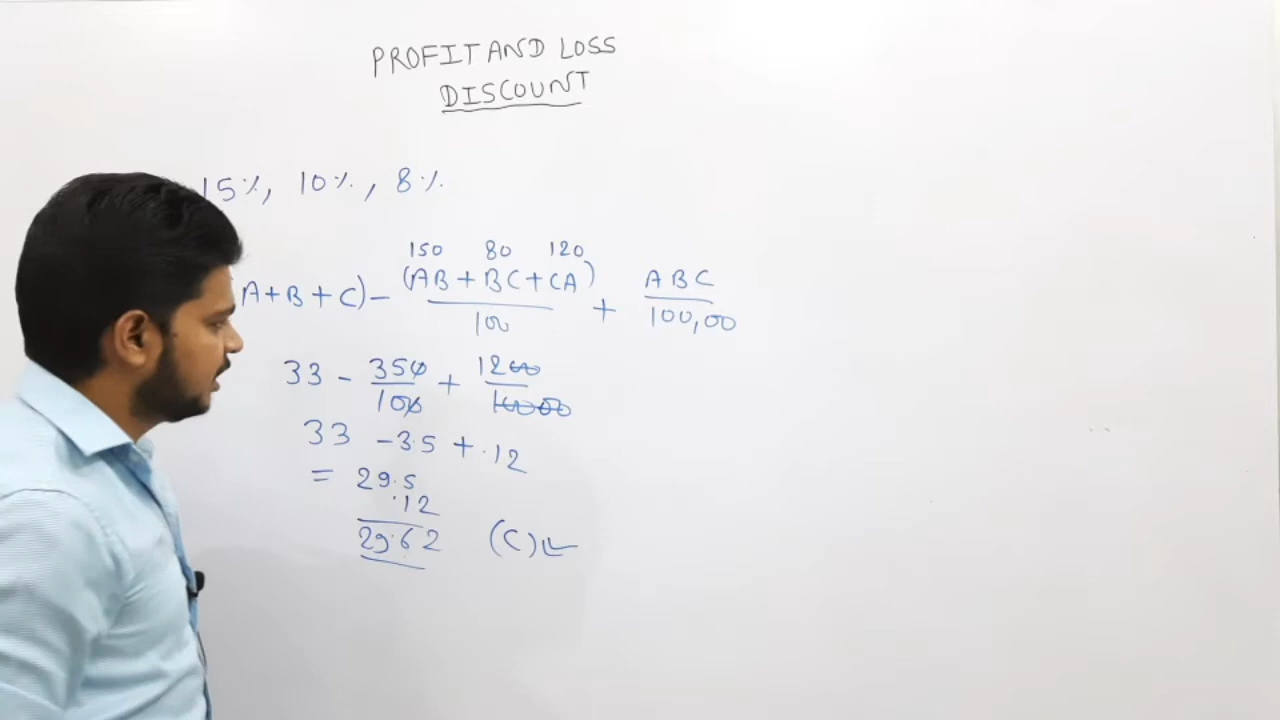 PROFIT AND LOSS
DISCOUNT
15%, 10%, 8%
150 80 120
A+B+C) - (AB+BC+CA)/100 + ABC/100,00
33 - 350/100 + 1200/10000
33 - 3.5 + .12
= 29.5
.12
29.62 (C)